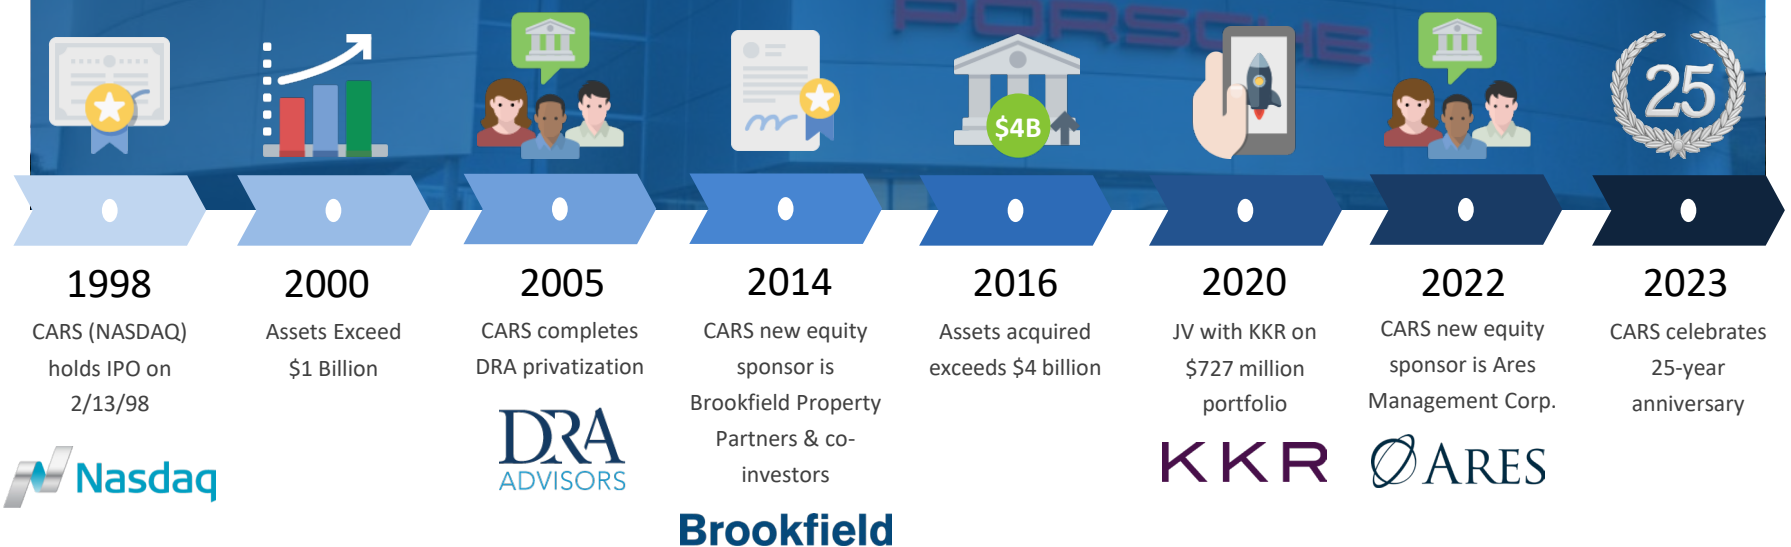 PORSCHE
$4B
25
1998
CARS (NASDAQ)
holds IPO on
2/13/98
Nasdaq
2000
Assets Exceed
$1 Billion
2005
CARS completes
DRA privatization
DRA
ADVISORS
2014
CARS new equity
sponsor is
Brookfield Property
Partners & co-
investors
Brookfield
2016
Assets acquired
exceeds $4 billion
2020
JV with KKR on
$727 million
portfolio
KKR
2022
CARS new equity
sponsor is Ares
Management Corp.
ARES
2023
CARS celebrates
25-year
anniversary